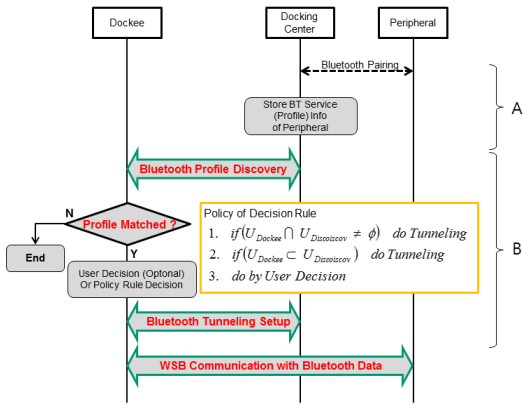 Dockee
Docking
Center
Peripheral
Bluetooth Pairing
Store BT Service
(Profile) Info
of Peripheral
A
Bluetooth Profile Discovery
N
Profile Matched ?
Policy of Decision Rule
1. if(U_Dockee ∩ U_Discoiscov ≠ ϕ) do Tunneling
2. if(U_Dockee ⊂ U_Discoiscov) do Tunneling
3. do by User Decision
B
End
Y
User Decision (Optional)
Or Policy Rule Decision
Bluetooth Tunneling Setup
WSB Communication with Bluetooth Data